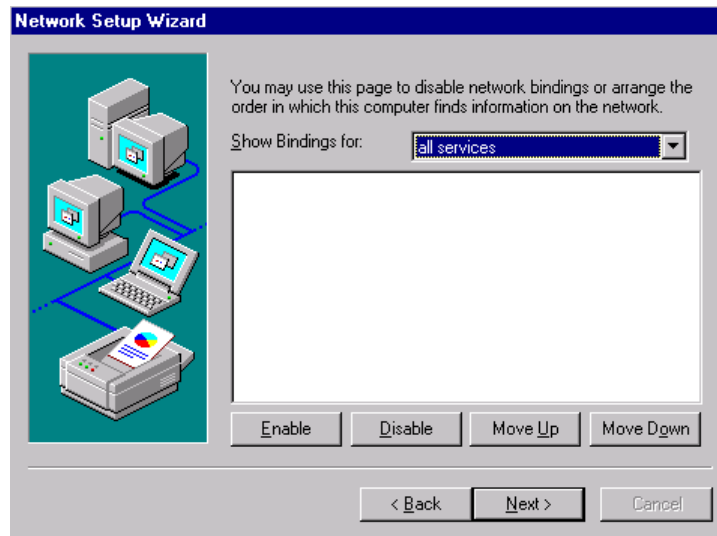 Network Setup Wizard
You may use this page to disable network bindings or arrange the
order in which this computer finds information on the network.
Show Bindings for: all services
Enable Disable Move Up Move Down
< Back Next > Cancel